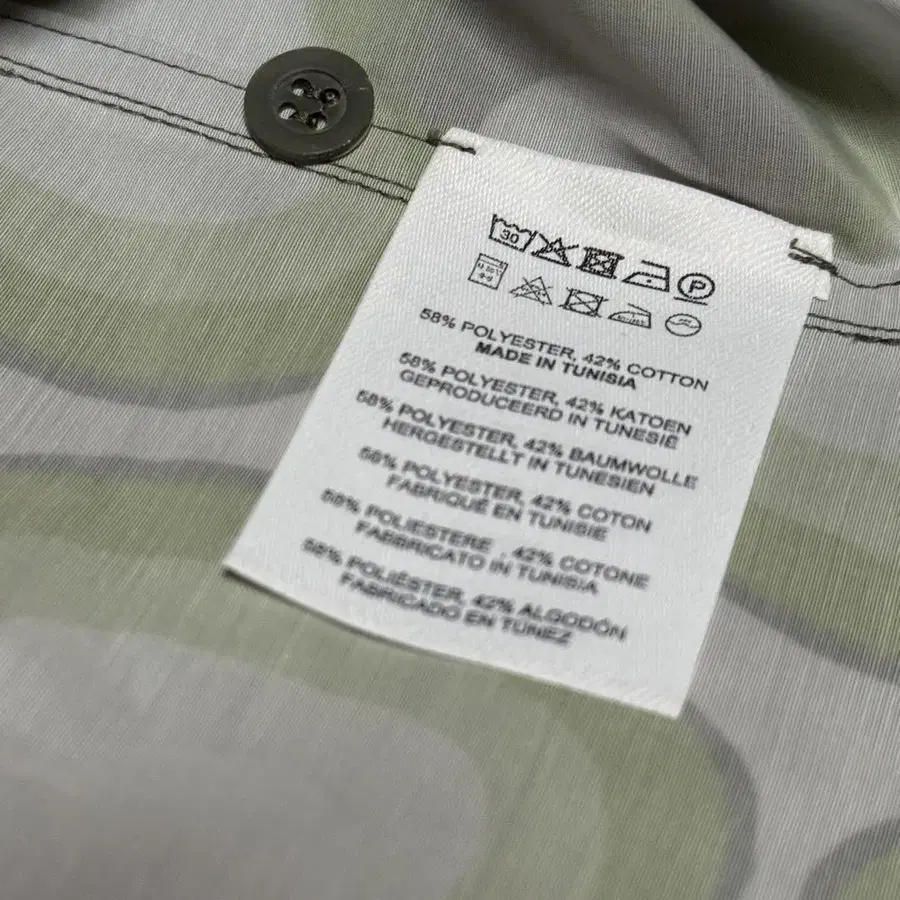 30
P
58% POLYESTER, 42% COTTON
MADE IN TUNISIA
58% POLYESTER, 42% KATOEN
GEPRODUCEERD IN TUNESIË
58% POLYESTER, 42% BAUMWOLLE
HERGESTELLT IN TUNESIEN
58% POLYESTER, 42% COTON
FABRIQUÉ EN TUNISIE
58% POLIESTERE , 42% COTONE
FABBRICATO IN TUNISIA
58% POLIÉSTER, 42% ALGODÓN
FABRICADO EN TÚNEZ